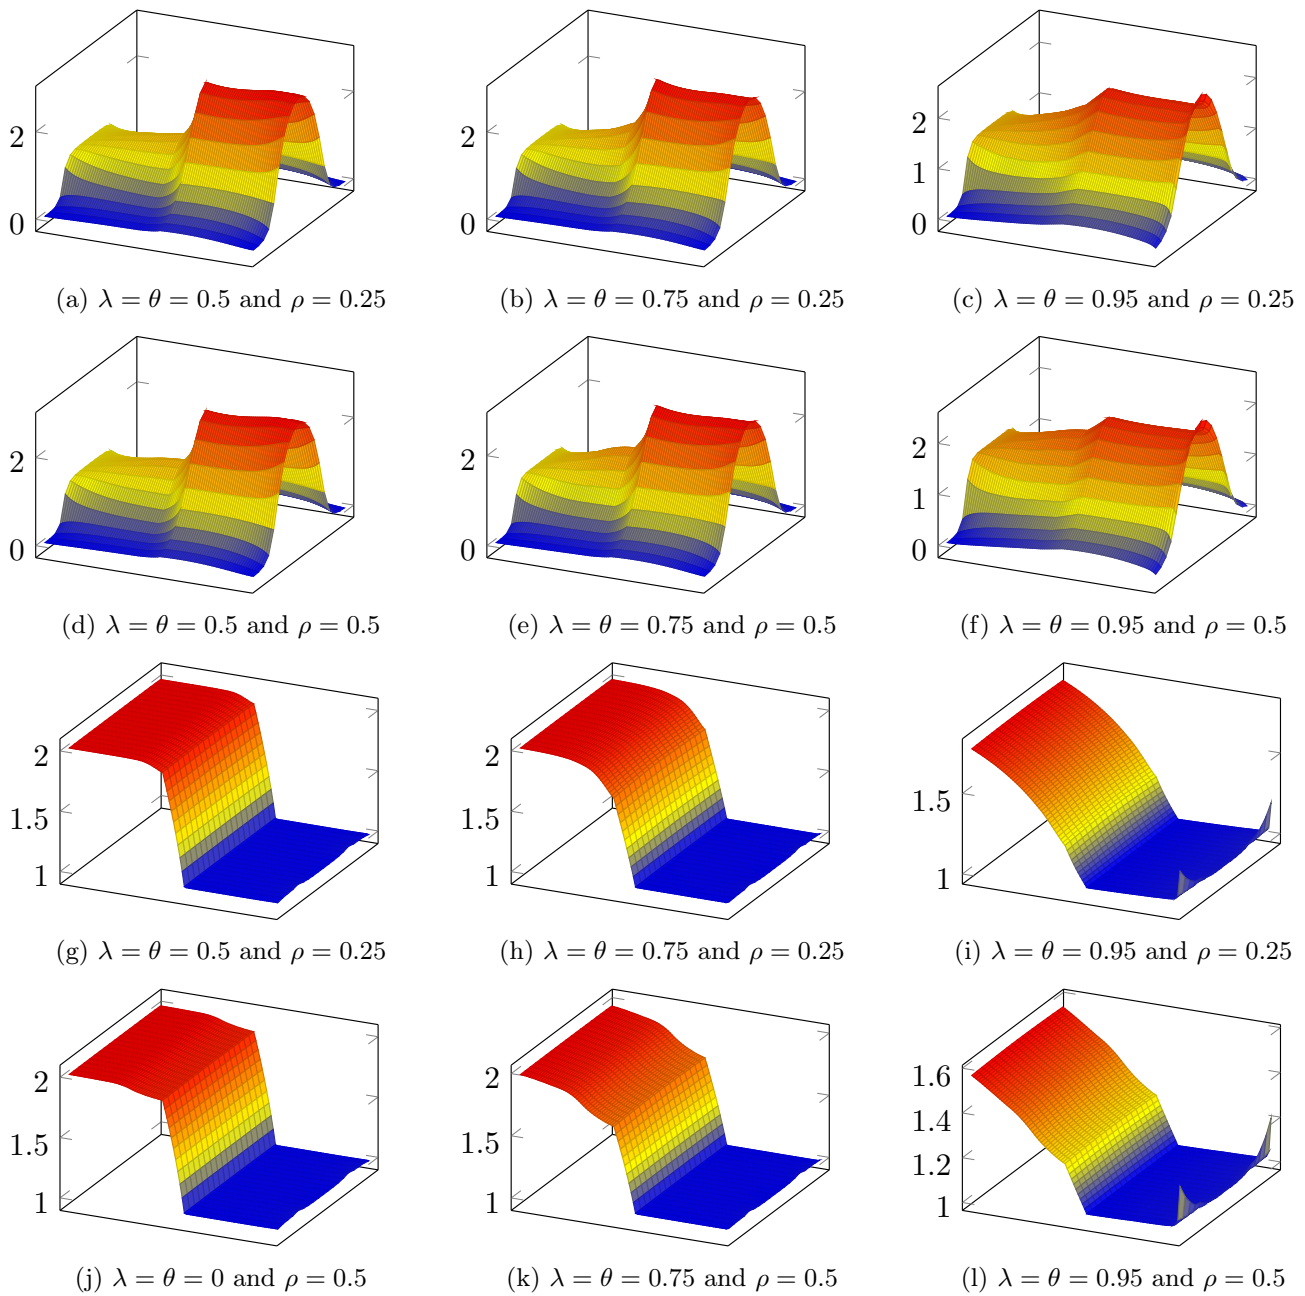 2
0
2
0
2
1
0
(a) λ = θ = 0.5 and ρ = 0.25
(b) λ = θ = 0.75 and ρ = 0.25
(c) λ = θ = 0.95 and ρ = 0.25
2
0
2
0
2
1
0
(d) λ = θ = 0.5 and ρ = 0.5
(e) λ = θ = 0.75 and ρ = 0.5
(f) λ = θ = 0.95 and ρ = 0.5
2
1.5
1
2
1.5
1
1.5
1
(g) λ = θ = 0.5 and ρ = 0.25
(h) λ = θ = 0.75 and ρ = 0.25
(i) λ = θ = 0.95 and ρ = 0.25
2
1.5
1
2
1.5
1
1.6
1.4
1.2
1
(j) λ = θ = 0 and ρ = 0.5
(k) λ = θ = 0.75 and ρ = 0.5
(l) λ = θ = 0.95 and ρ = 0.5